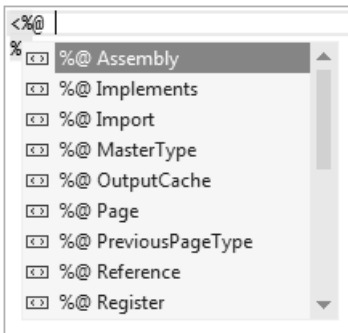 <%@
%
%@ Assembly
%@ Implements
%@ Import
%@ MasterType
%@ OutputCache
%@ Page
%@ PreviousPageType
%@ Reference
%@ Register